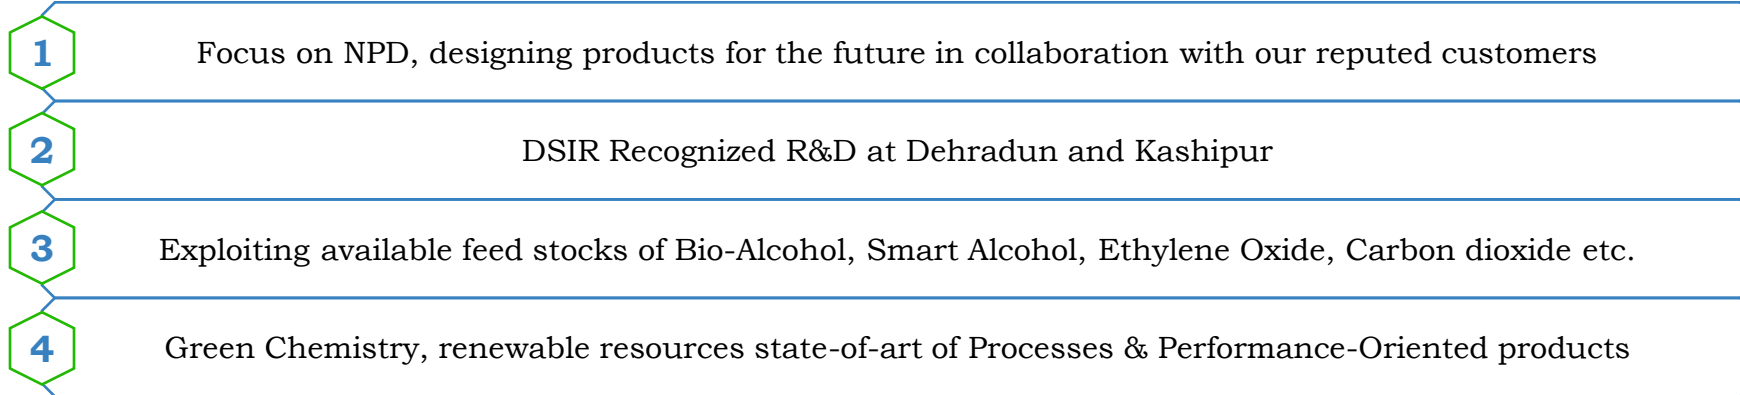 1
Focus on NPD, designing products for the future in collaboration with our reputed customers
2
DSIR Recognized R&D at Dehradun and Kashipur
3
Exploiting available feed stocks of Bio-Alcohol, Smart Alcohol, Ethylene Oxide, Carbon dioxide etc.
4
Green Chemistry, renewable resources state-of-art of Processes & Performance-Oriented products